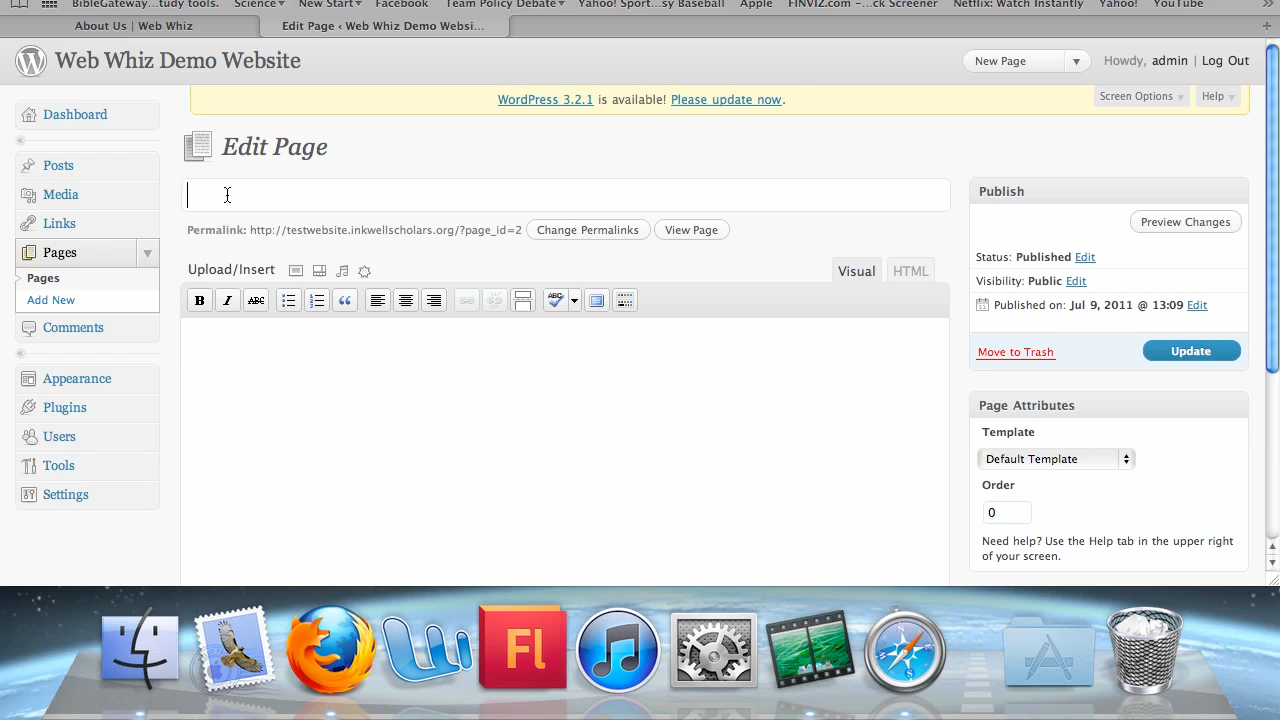 BibleGateway....tudy tools. Science New Start Facebook Team Policy Debate Yahoo! Sport...sy Baseball Apple FINVIZ.com -...ck Screener Netflix: Watch Instantly Yahoo! YouTube »
About Us | Web Whiz Edit Page ‹ Web Whiz Demo Websi... +
Web Whiz Demo Website New Page Howdy, admin | Log Out
WordPress 3.2.1 is available! Please update now. Screen Options Help
Dashboard
Edit Page
Posts
Media
Links
Pages
Pages
Add New
Comments
Appearance
Plugins
Users
Tools
Settings
Permalink: http://testwebsite.inkwellscholars.org/?page_id=2 Change Permalinks View Page
Upload/Insert Visual HTML
B I ABC ABC
Publish
Preview Changes
Status: Published Edit
Visibility: Public Edit
Published on: Jul 9, 2011 @ 13:09 Edit
Move to Trash Update
Page Attributes
Template
Default Template
Order
0
Need help? Use the Help tab in the upper right
of your screen.
Fl